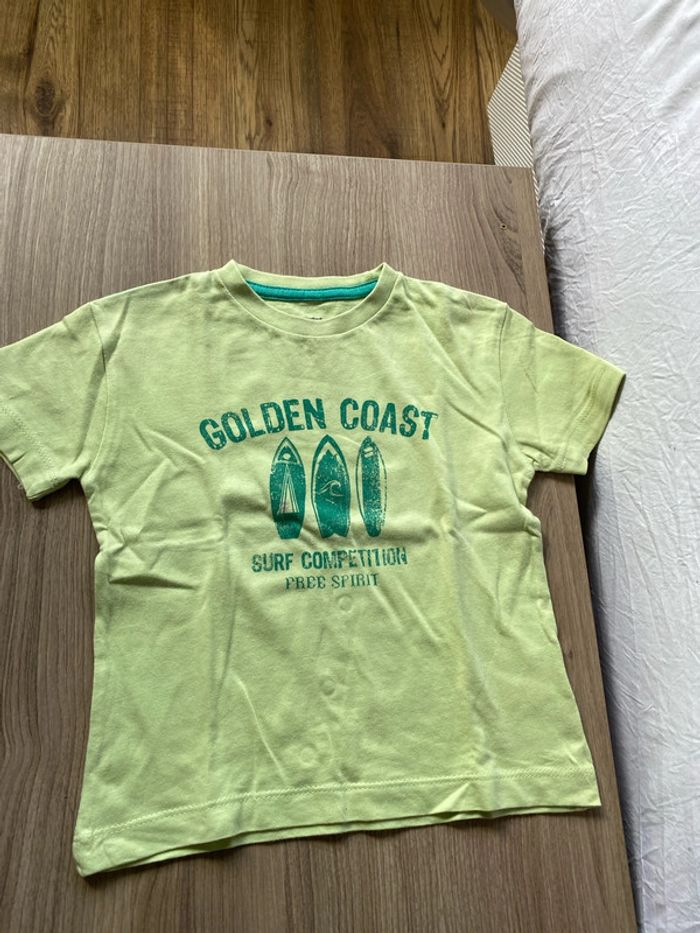 GOLDEN COAST
SURF COMPETITION
FREE SPIRIT